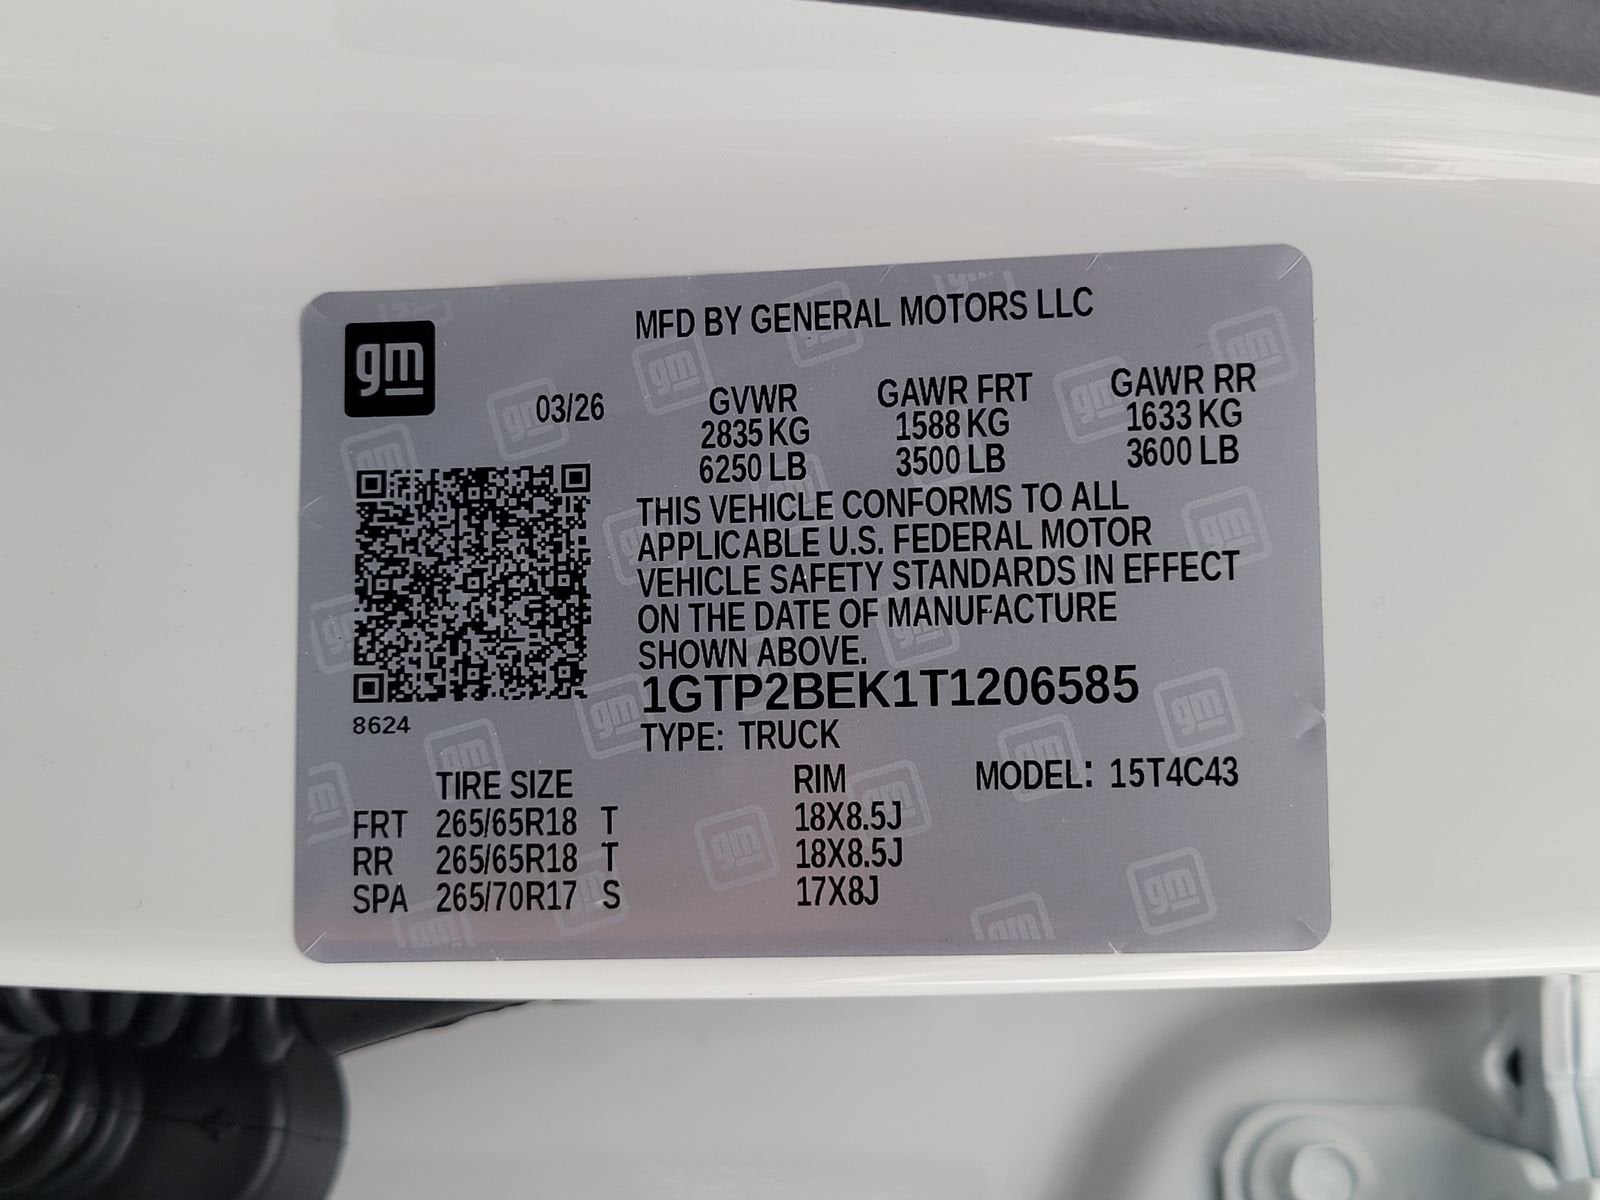 gm
MFD BY GENERAL MOTORS LLC
03/26
GVWR GAWR FRT GAWR RR
2835 KG 1588 KG 1633 KG
6250 LB 3500 LB 3600 LB
THIS VEHICLE CONFORMS TO ALL
APPLICABLE U.S. FEDERAL MOTOR
VEHICLE SAFETY STANDARDS IN EFFECT
ON THE DATE OF MANUFACTURE
SHOWN ABOVE.
1GTP2BEK1T1206585
8624
TYPE: TRUCK
TIRE SIZE RIM MODEL: 15T4C43
FRT 265/65R18 T 18X8.5J
RR 265/65R18 T 18X8.5J
SPA 265/70R17 S 17X8J